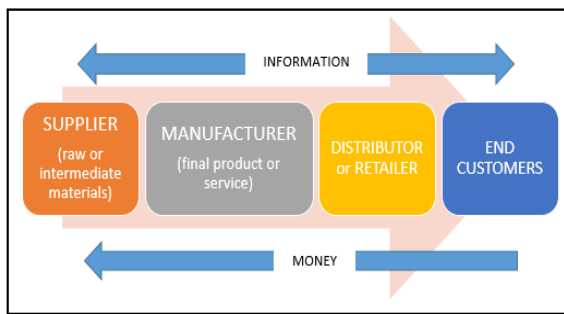 INFORMATION
SUPPLIER
(raw or
intermediate
materials)
MANUFACTURER
(final product or
service)
DISTRIBUTOR
or RETAILER
END
CUSTOMERS
MONEY